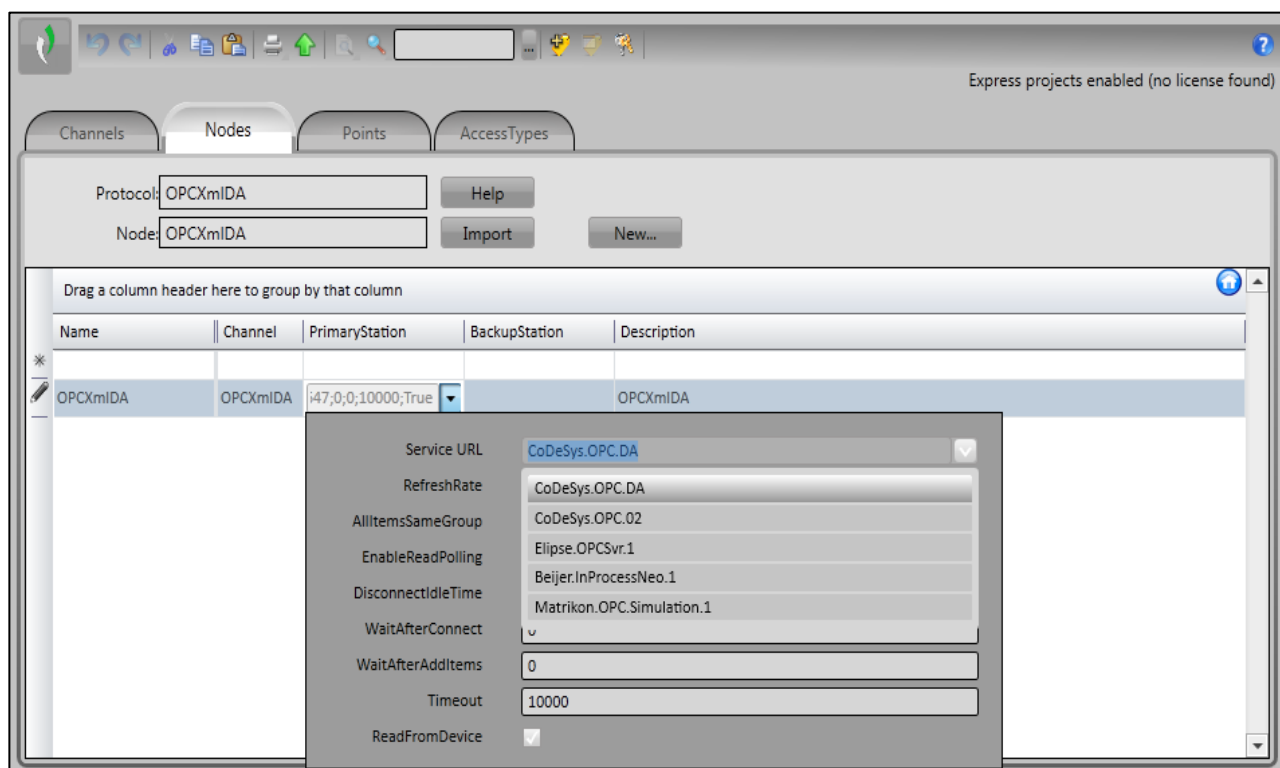 Express projects enabled (no license found)
Channels Nodes Points AccessTypes
Protocol: OPCXmlDA Help
Node: OPCXmlDA Import New...
Drag a column header here to group by that column
Name Channel PrimaryStation BackupStation Description
OPCXmlDA OPCXmlDA i47;0;0;10000;True OPCXmlDA
Service URL CoDeSys.OPC.DA
RefreshRate CoDeSys.OPC.DA
AllItemsSameGroup CoDeSys.OPC.02
EnableReadPolling Elipse.OPCSvr.1
DisconnectIdleTime Beijer.InProcessNeo.1
Matrikon.OPC.Simulation.1
WaitAfterConnect 0
WaitAfterAddItems 0
Timeout 10000
ReadFromDevice